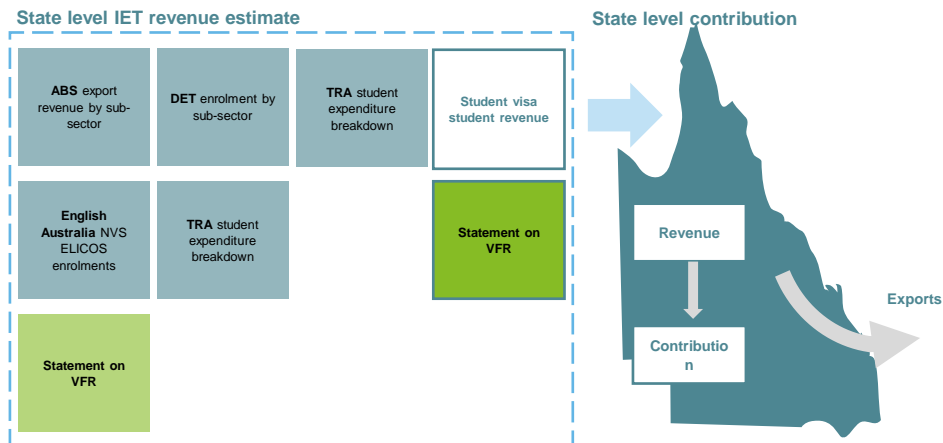 State level IET revenue estimate
State level contribution
ABS export
revenue by sub-
sector
DET enrolment by
sub-sector
TRA student
expenditure
breakdown
Student visa
student revenue
English
Australia NVS
ELICOS
enrolments
TRA student
expenditure
breakdown
Statement on
VFR
Statement on
VFR
Revenue
Contributio
n
Exports